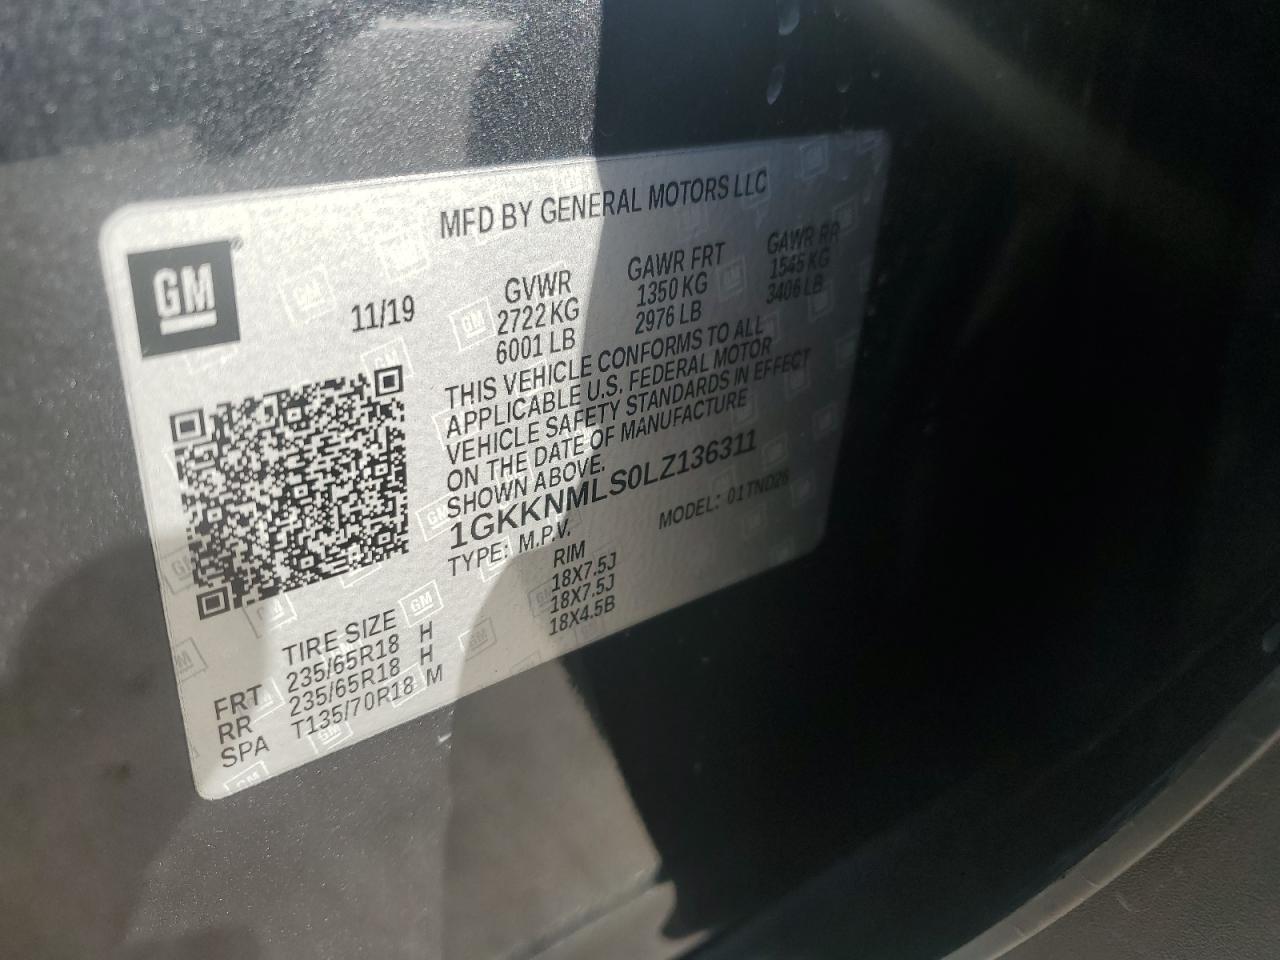 MFD BY GENERAL MOTORS LLC
GM
11/19
GVWR GAWR FRT GAWR RR
2722 KG 1350 KG 1545 KG
6001 LB 2976 LB 3406 LB
THIS VEHICLE CONFORMS TO ALL
APPLICABLE U.S. FEDERAL MOTOR
VEHICLE SAFETY STANDARDS IN EFFECT
ON THE DATE OF MANUFACTURE
SHOWN ABOVE.
1GKKNMLS0LZ136311
TYPE: M.P.V. MODEL: 01TND26
TIRE SIZE RIM
FRT 235/65R18 H 18X7.5J
RR 235/65R18 H 18X7.5J
SPA T135/70R18 M 18X4.5B